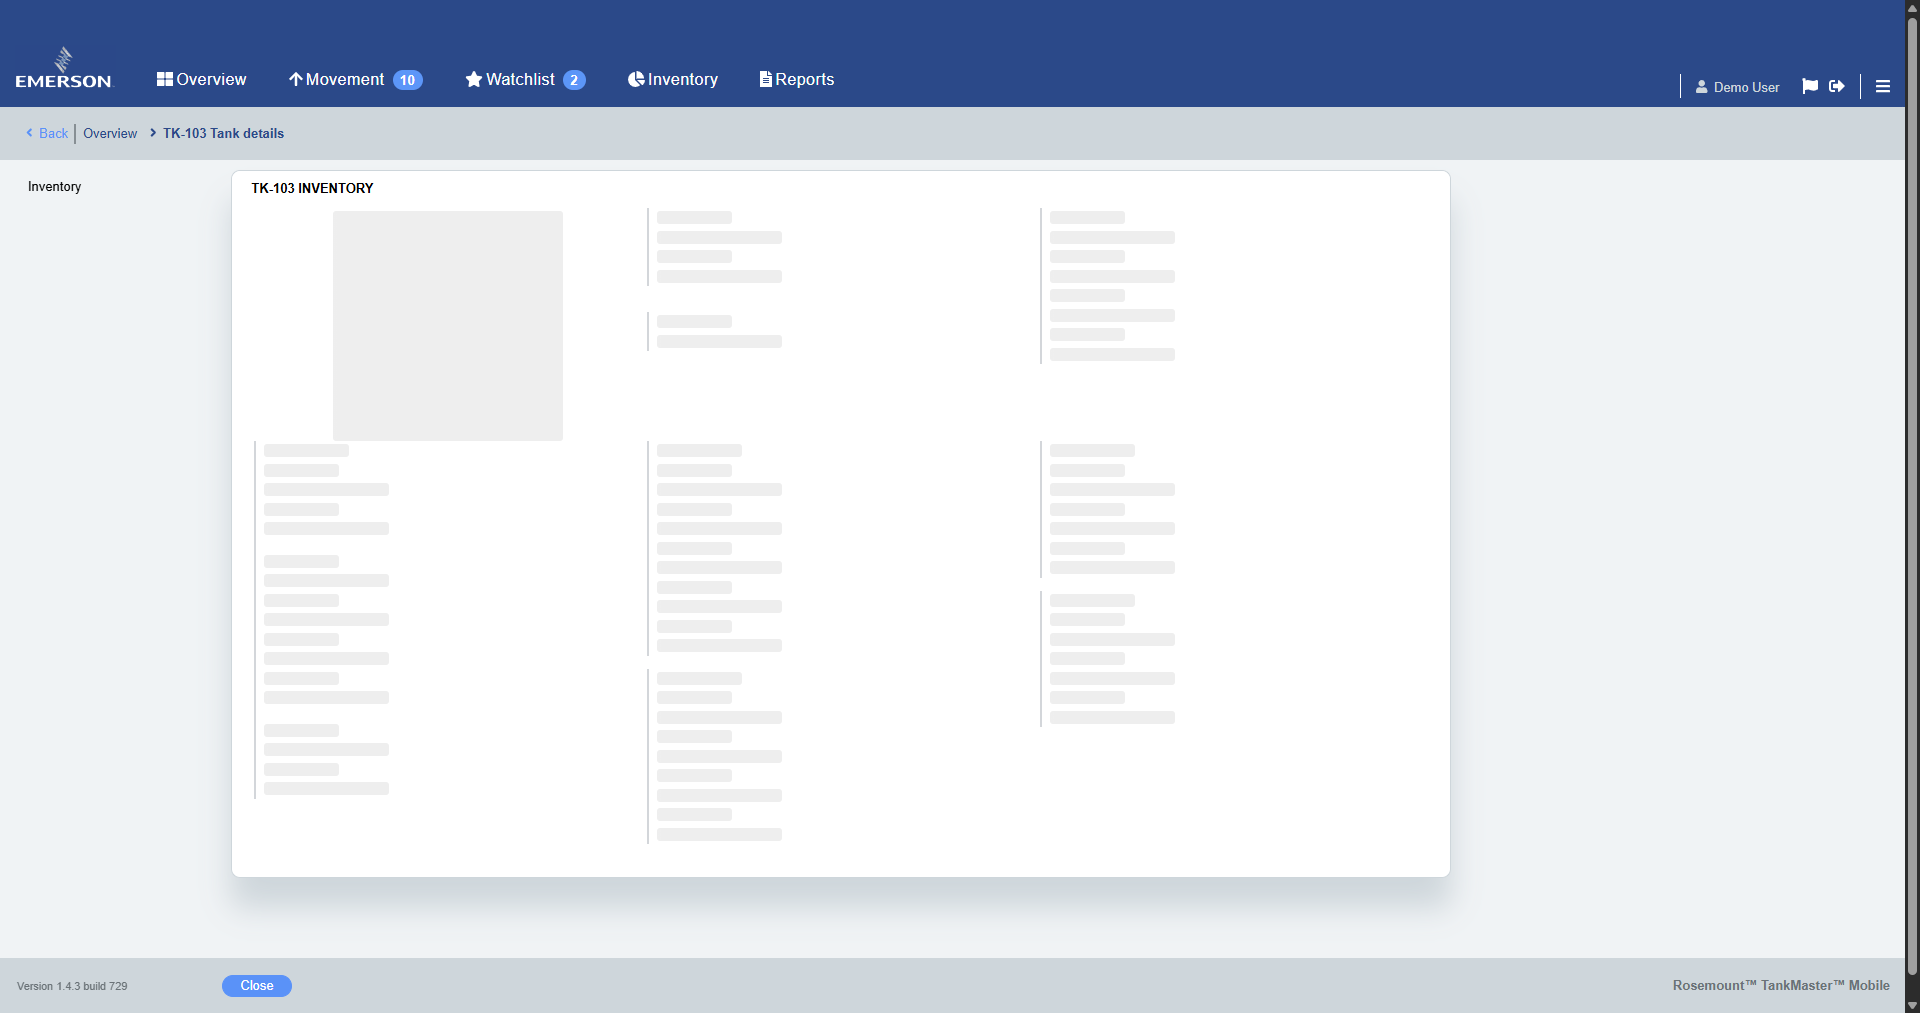 EMERSON
Overview
Movement 10
Watchlist 2
Inventory
Reports
Demo User
Back
Overview
TK-103 Tank details
Inventory
TK-103 INVENTORY
Version 1.4.3 build 729
Close
Rosemount™ TankMaster™ Mobile